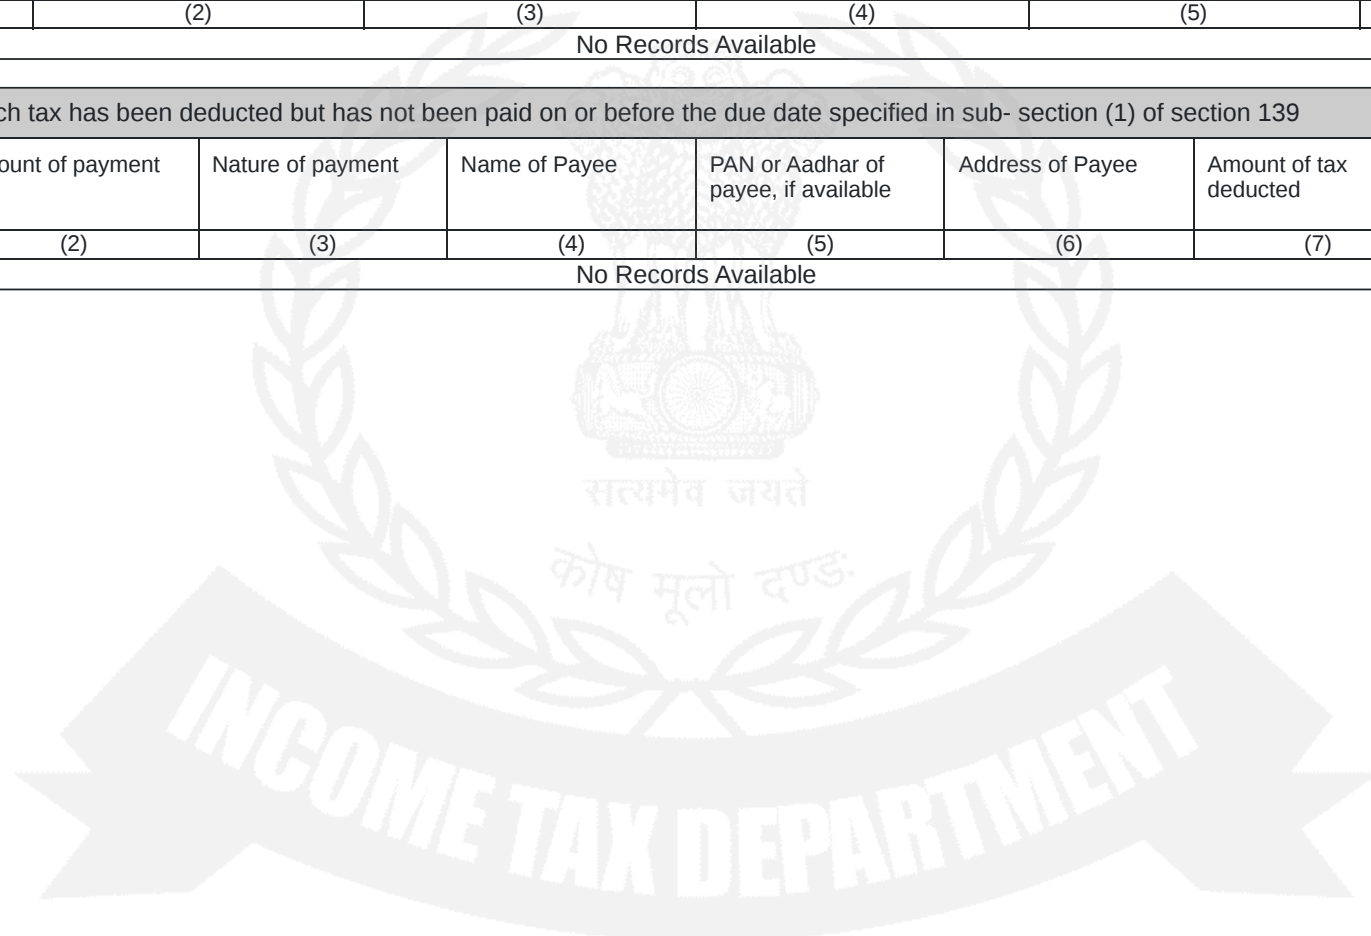 (2) (3) (4) (5)
No Records Available
ch tax has been deducted but has not been paid on or before the due date specified in sub- section (1) of section 139
ount of payment Nature of payment Name of Payee PAN or Aadhar of payee, if available Address of Payee Amount of tax deducted
(2) (3) (4) (5) (6) (7)
No Records Available
सत्यमेव जयते
कोष मूलो दण्डः
INCOME TAX DEPARTMENT